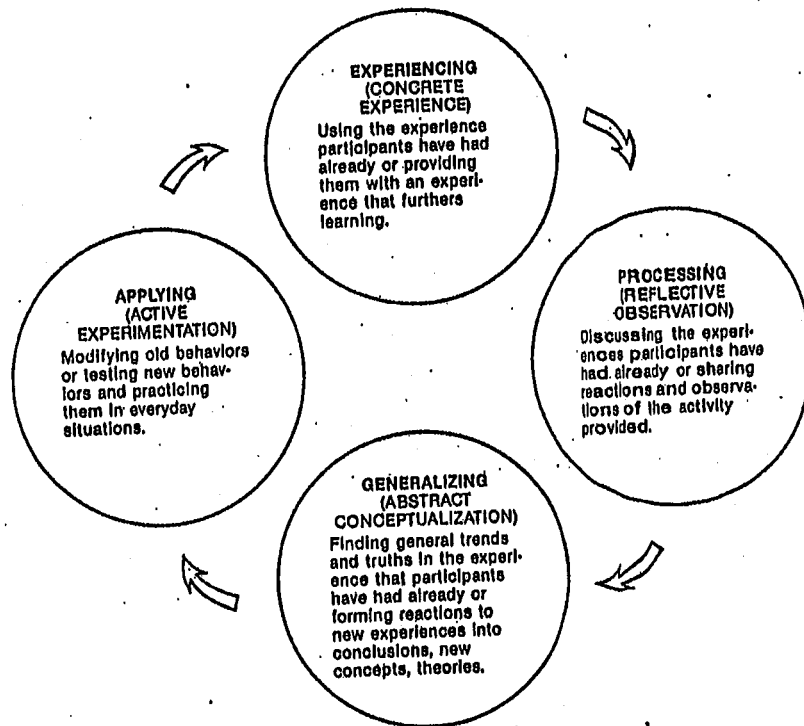 EXPERIENCING
(CONCRETE
EXPERIENCE)
Using the experience
participants have had
already or providing
them with an experi-
ence that furthers
learning.
PROCESSING
(REFLECTIVE
OBSERVATION)
Discussing the experi-
ences participants have
had already or sharing
reactions and observa-
tions of the activity
provided.
GENERALIZING
(ABSTRACT
CONCEPTUALIZATION)
Finding general trends
and truths in the experi-
ence that participants
have had already or
forming reactions to
new experiences into
conclusions, new
concepts, theories.
APPLYING
(ACTIVE
EXPERIMENTATION)
Modifying old behaviors
or testing new behav-
iors and practicing
them in everyday
situations.